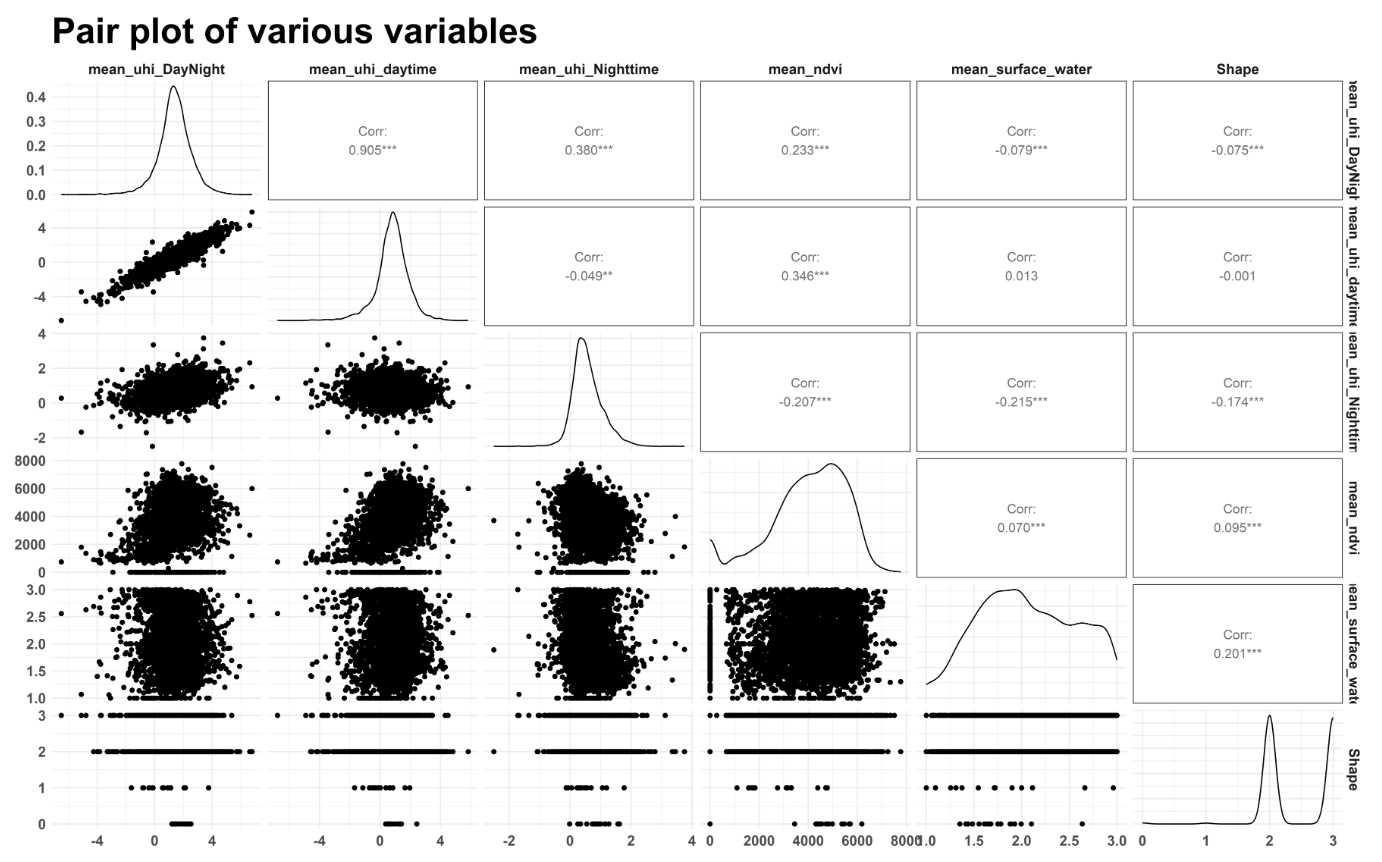 Pair plot of various variables
mean_uhi_DayNight mean_uhi_daytime mean_uhi_Nighttime mean_ndvi mean_surface_water Shape
0.4
0.3
0.2
0.1
0.0
Corr:
0.905***
Corr:
0.380***
Corr:
0.233***
Corr:
-0.079***
Corr:
-0.075***
4
0
-4
Corr:
-0.049**
Corr:
0.346***
Corr:
0.013
Corr:
-0.001
mean_uhi_daytime
4
2
0
-2
Corr:
-0.207***
Corr:
-0.215***
Corr:
-0.174***
8000
6000
4000
2000
0
Corr:
0.070***
Corr:
0.095***
mean_ndvi
3.0
2.5
2.0
1.5
1.0
Corr:
0.201***
3
2
1
0
Shape
-4 0 4 -4 0 4 -2 0 2 4 0 2000 4000 6000 8000 1.0 1.5 2.0 2.5 3.0 0 1 2 3